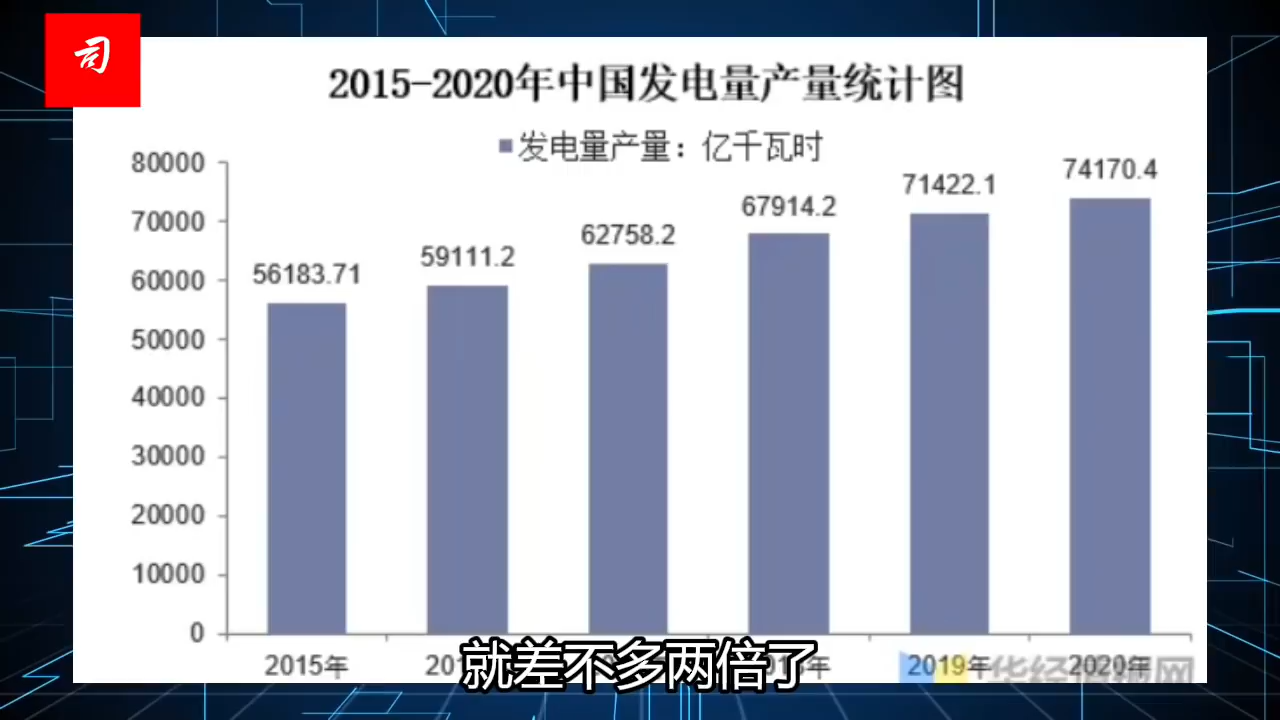 司
2015-2020年中国发电量产量统计图
发电量产量：亿千瓦时
80000
70000
60000
50000
40000
30000
20000
10000
0
56183.71
59111.2
62758.2
67914.2
71422.1
74170.4
2015年
2019年
2020年
就差不多两倍了